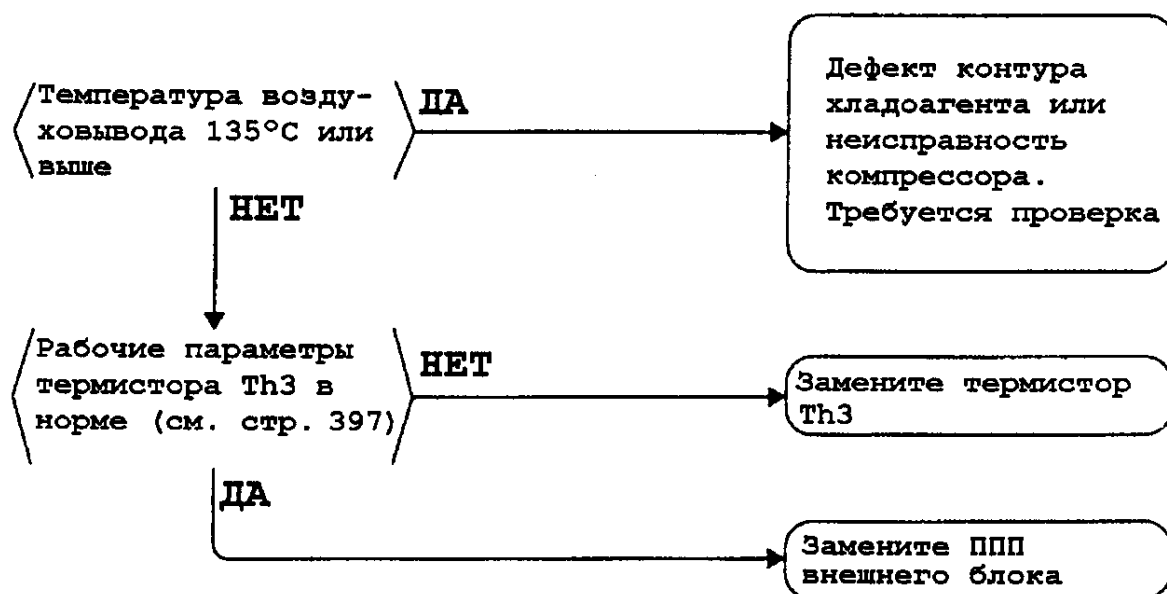 Температура возду-
ховывода 135°C или
выше
ДА
Дефект контура
хладоагента или
неисправность
компрессора.
Требуется проверка
НЕТ
Рабочие параметры
термистора Th3 в
норме (см. стр. 397)
НЕТ
Замените термистор
Th3
ДА
Замените ППП
внешнего блока